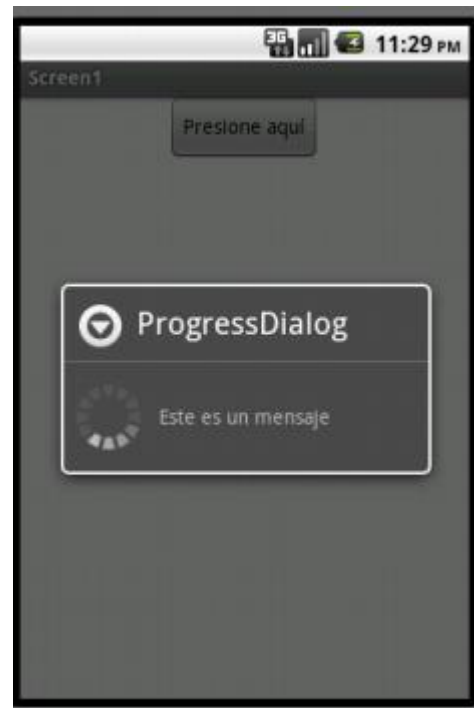 3G
11:29 PM
Screen1
Presione aquí
ProgressDialog
Este es un mensaje